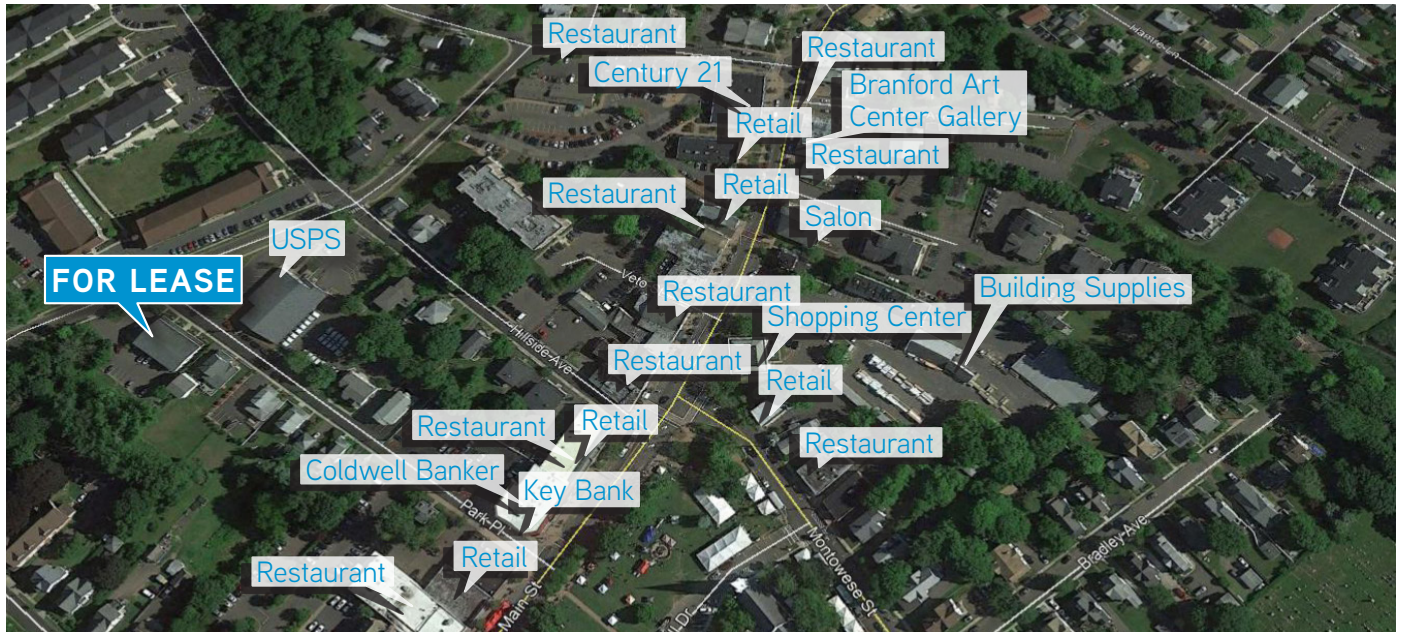 Restaurant
Restaurant
Century 21
Branford Art
Center Gallery
Retail
Restaurant
Retail
Restaurant
Salon
USPS
FOR LEASE
Veto
Restaurant
Building Supplies
Shopping Center
Hillside Ave
Restaurant
Retail
Retail
Restaurant
Restaurant
Coldwell Banker
Key Bank
Park Pl
Retail
Montowese St
Bradley Ave
Restaurant
Main St